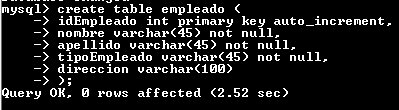 mysql> create table empleado (
    -> idEmpleado int primary key auto_increment,
    -> nombre varchar(45) not null,
    -> apellido varchar(45) not null,
    -> tipoEmpleado varchar(45) not null,
    -> direccion varchar(100)
    -> );
Query OK, 0 rows affected (2.52 sec)